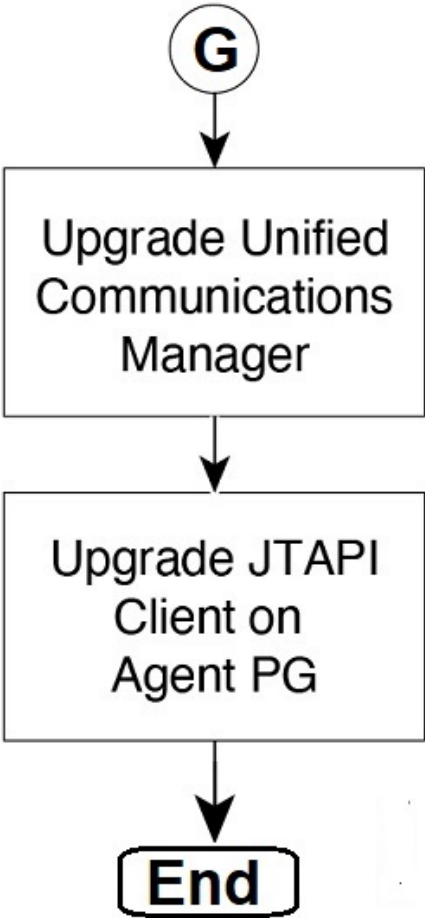 G
Upgrade Unified
Communications
Manager
Upgrade JTAPI
Client on
Agent PG
End